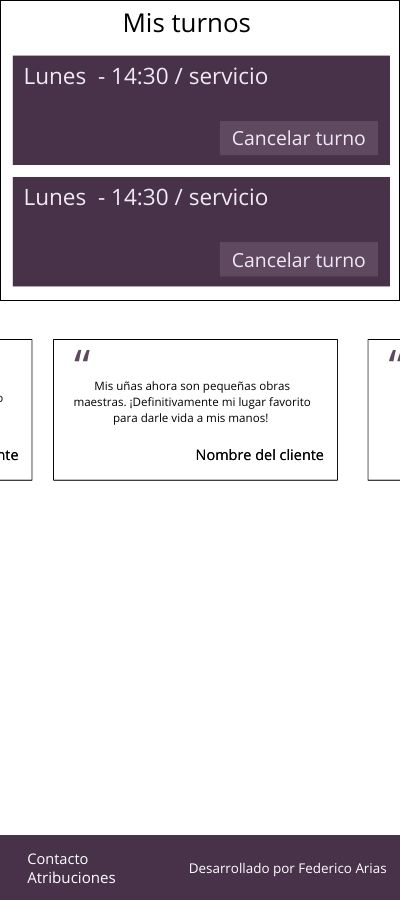 Mis turnos
Lunes  - 14:30 / servicio
Cancelar turno
Lunes  - 14:30 / servicio
Cancelar turno
“
Mis uñas ahora son pequeñas obras
maestras. ¡Definitivamente mi lugar favorito
para darle vida a mis manos!
Nombre del cliente
“
Contacto
Atribuciones
Desarrollado por Federico Arias